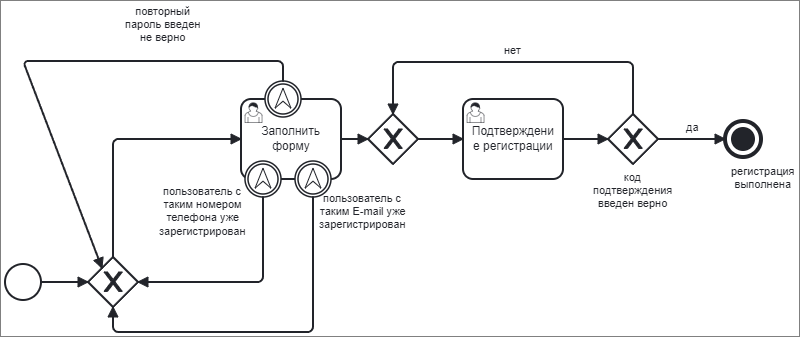 повторный
пароль введен
не верно
нет
Заполнить
форму
Подтверждени
е регистрации
да
пользователь с
таким номером
телефона уже
зарегистрирован
пользователь с
таким E-mail уже
зарегистрирован
код
подтверждения
введен верно
регистрация
выполнена